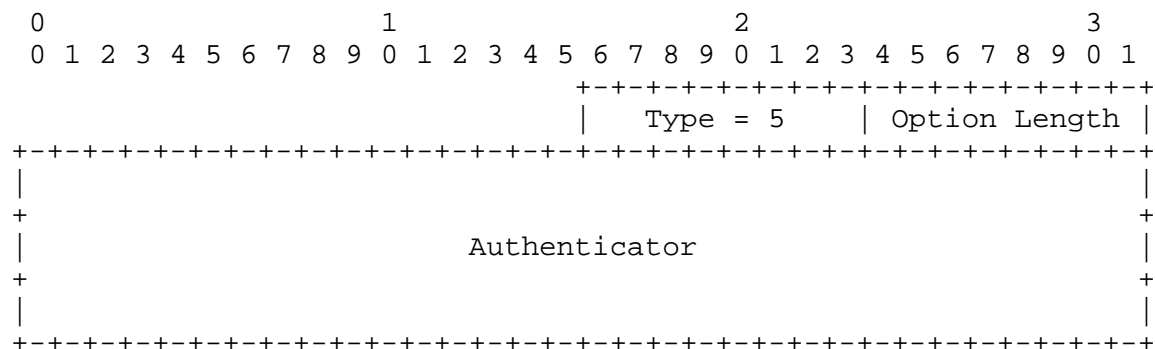 0                   1                   2                   3
 0 1 2 3 4 5 6 7 8 9 0 1 2 3 4 5 6 7 8 9 0 1 2 3 4 5 6 7 8 9 0 1
                                +-+-+-+-+-+-+-+-+-+-+-+-+-+-+-+-+
                                |   Type = 5    | Option Length |
+-+-+-+-+-+-+-+-+-+-+-+-+-+-+-+-+-+-+-+-+-+-+-+-+-+-+-+-+-+-+-+-+
|                                                               |
+                                                               +
|                         Authenticator                         |
+                                                               +
|                                                               |
+-+-+-+-+-+-+-+-+-+-+-+-+-+-+-+-+-+-+-+-+-+-+-+-+-+-+-+-+-+-+-+-+